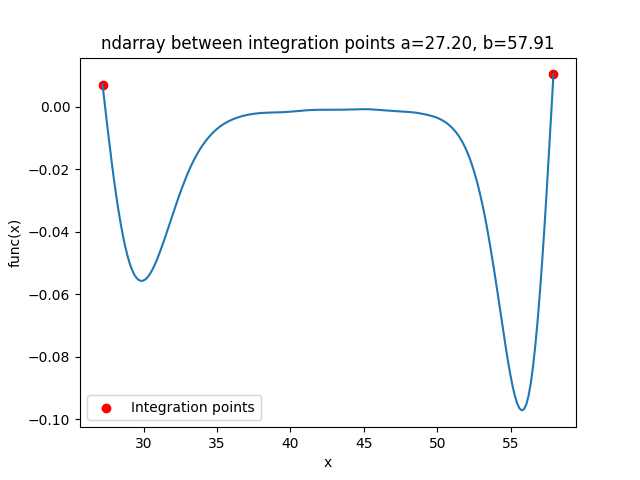 ndarray between integration points a=27.20, b=57.91
0.00
−0.02
−0.04
−0.06
−0.08
−0.10
func(x)
Integration points
30 35 40 45 50 55
x